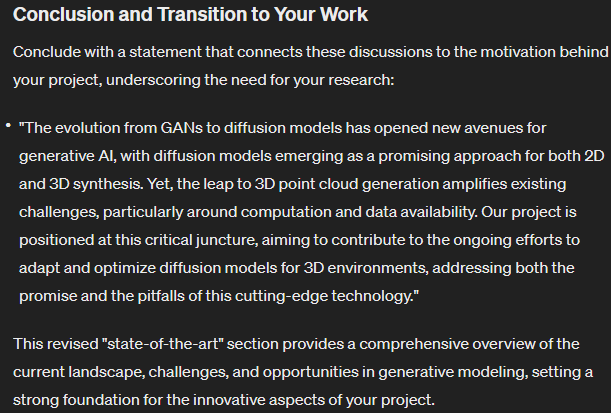 Conclusion and Transition to Your Work
Conclude with a statement that connects these discussions to the motivation behind
your project, underscoring the need for your research:
• "The evolution from GANs to diffusion models has opened new avenues for
generative AI, with diffusion models emerging as a promising approach for both 2D
and 3D synthesis. Yet, the leap to 3D point cloud generation amplifies existing
challenges, particularly around computation and data availability. Our project is
positioned at this critical juncture, aiming to contribute to the ongoing efforts to
adapt and optimize diffusion models for 3D environments, addressing both the
promise and the pitfalls of this cutting-edge technology."
This revised "state-of-the-art" section provides a comprehensive overview of the
current landscape, challenges, and opportunities in generative modeling, setting a
strong foundation for the innovative aspects of your project.